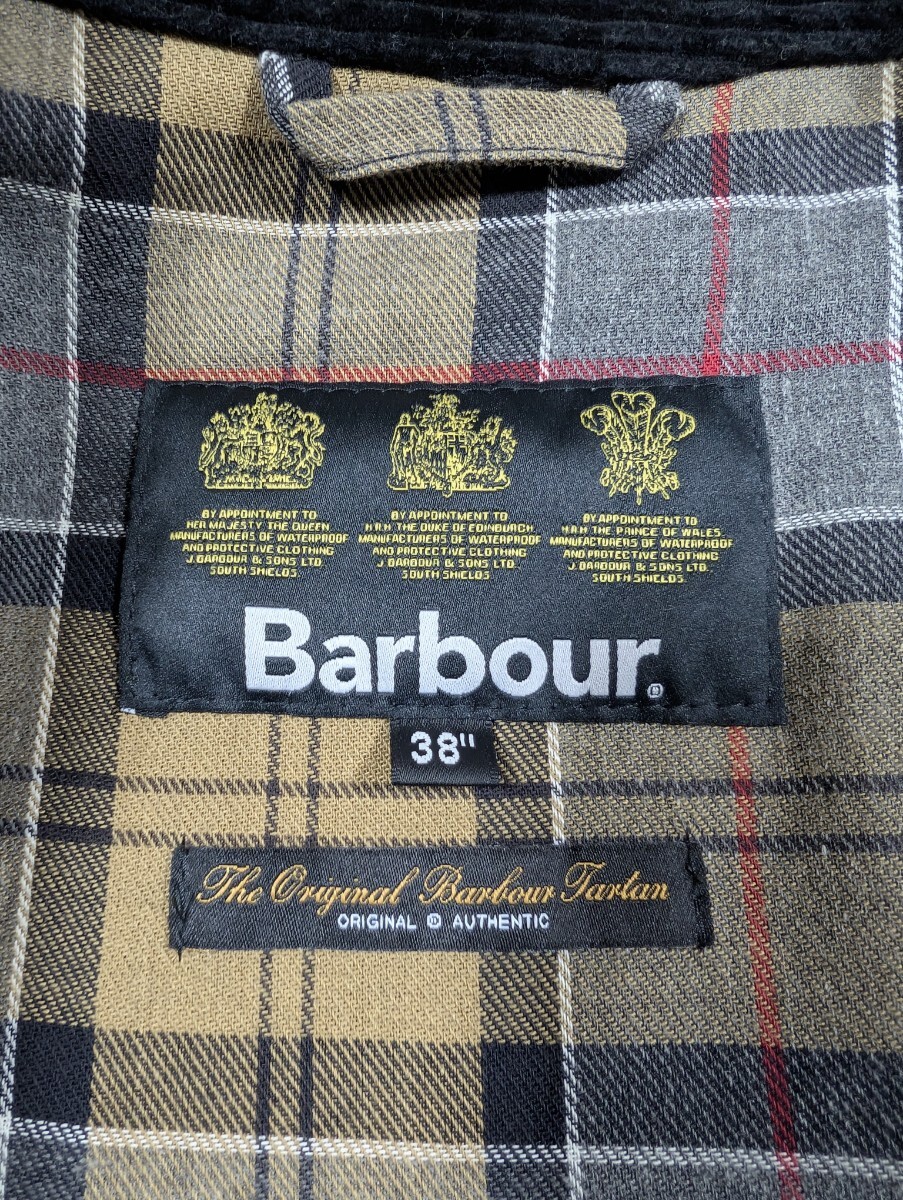 BY APPOINTMENT TO
HER MAJESTY THE QUEEN
MANUFACTURERS OF WATERPROOF
AND PROTECTIVE CLOTHING
J. BARBOUR & SONS LTD
SOUTH SHIELDS
BY APPOINTMENT TO
H.R.H. THE DUKE OF EDINBURGH
MANUFACTURERS OF WATERPROOF
AND PROTECTIVE CLOTHING
J. BARBOUR & SONS LTD.
SOUTH SHIELDS
BY APPOINTMENT TO
H.R.H. THE PRINCE OF WALES
MANUFACTURERS OF WATERPROOF
AND PROTECTIVE CLOTHING
J. BARBOUR & SONS LTD.
SOUTH SHIELDS
Barbour®
38"
The Original Barbour Tartan
ORIGINAL AUTHENTIC